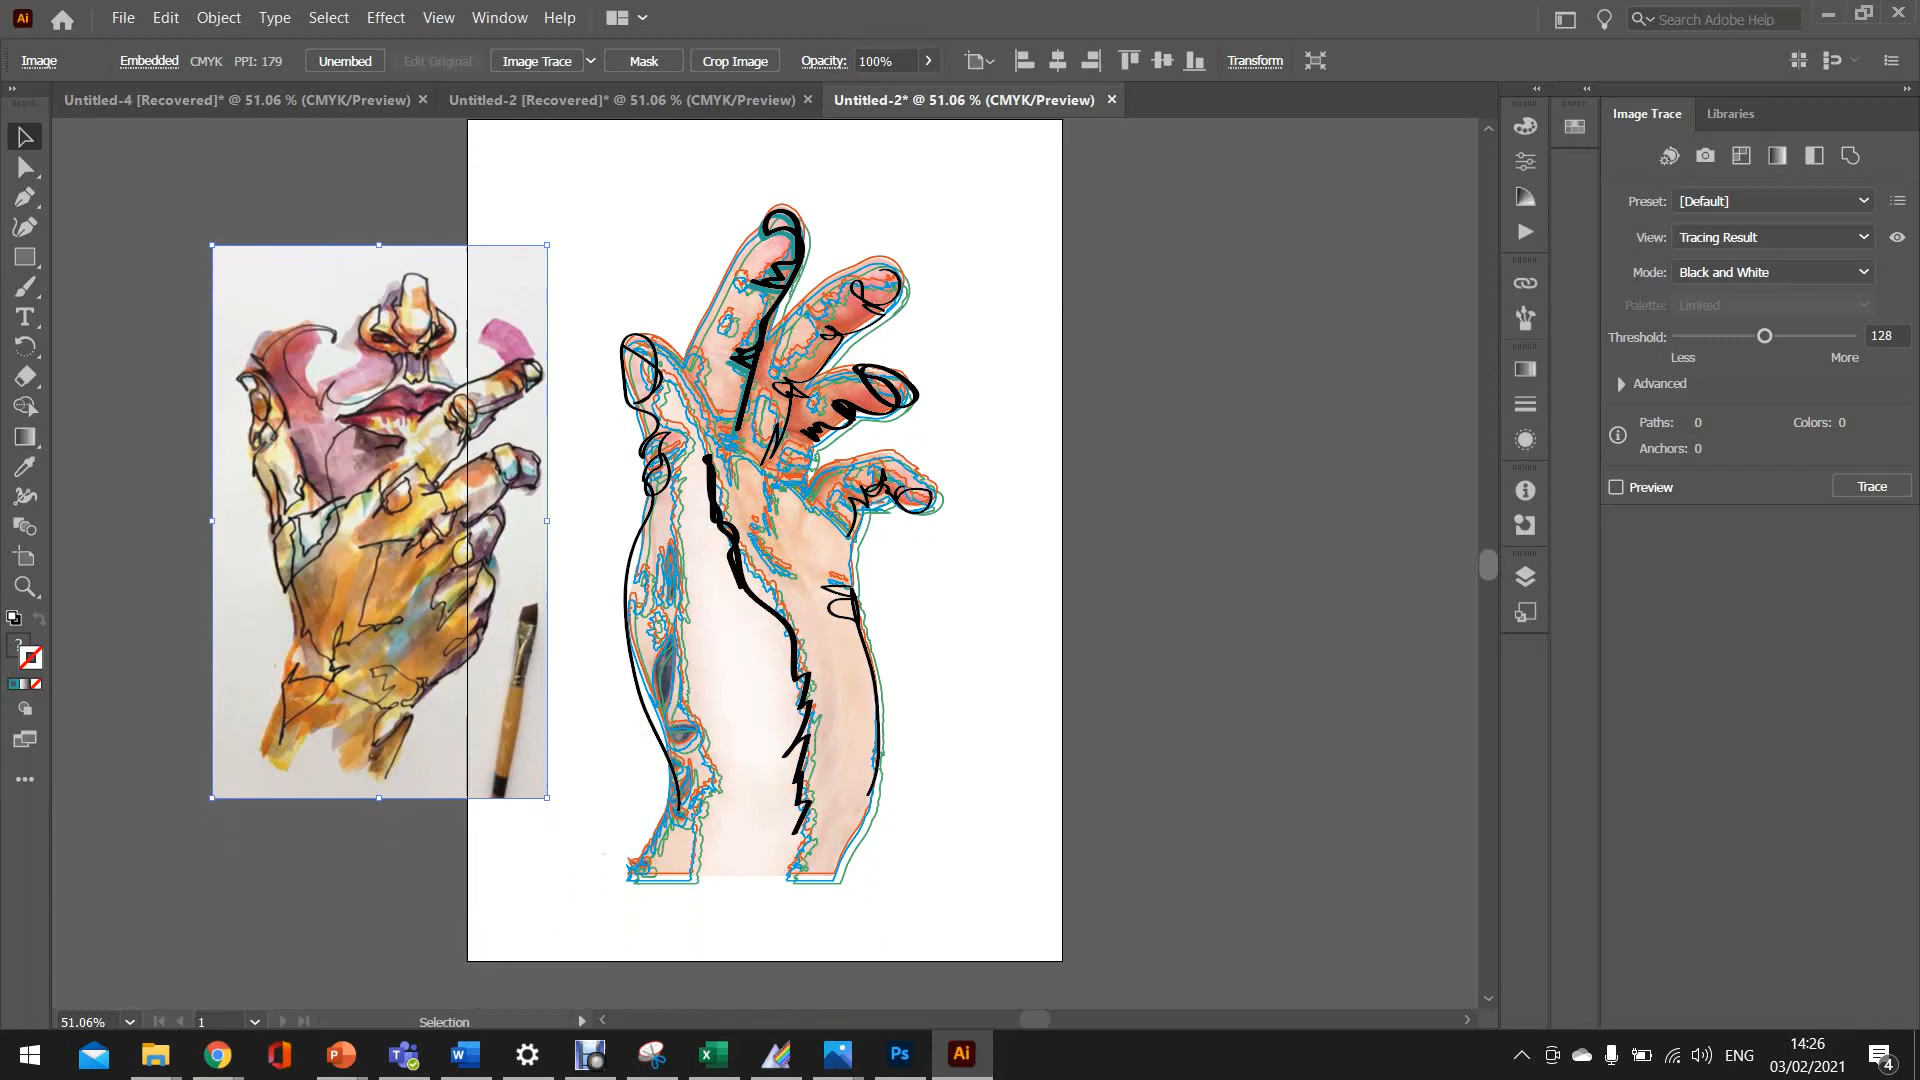 Ai File Edit Object Type Select Effect View Window Help Search Adobe Help
Image Embedded CMYK PPI: 179 Unembed Edit Original Image Trace Mask Crop Image Opacity: 100% Transform
Untitled-4 [Recovered]* @ 51.06 % (CMYK/Preview) Untitled-2 [Recovered]* @ 51.06 % (CMYK/Preview) Untitled-2* @ 51.06 % (CMYK/Preview)
Image Trace Libraries
Preset: [Default]
View: Tracing Result
Mode: Black and White
Palette: Limited
Threshold: 128
Less More
Advanced
Paths: 0 Colors: 0
Anchors: 0
Preview Trace
51.06% 1 Selection
Ps Ai ENG
14:26
03/02/2021
4